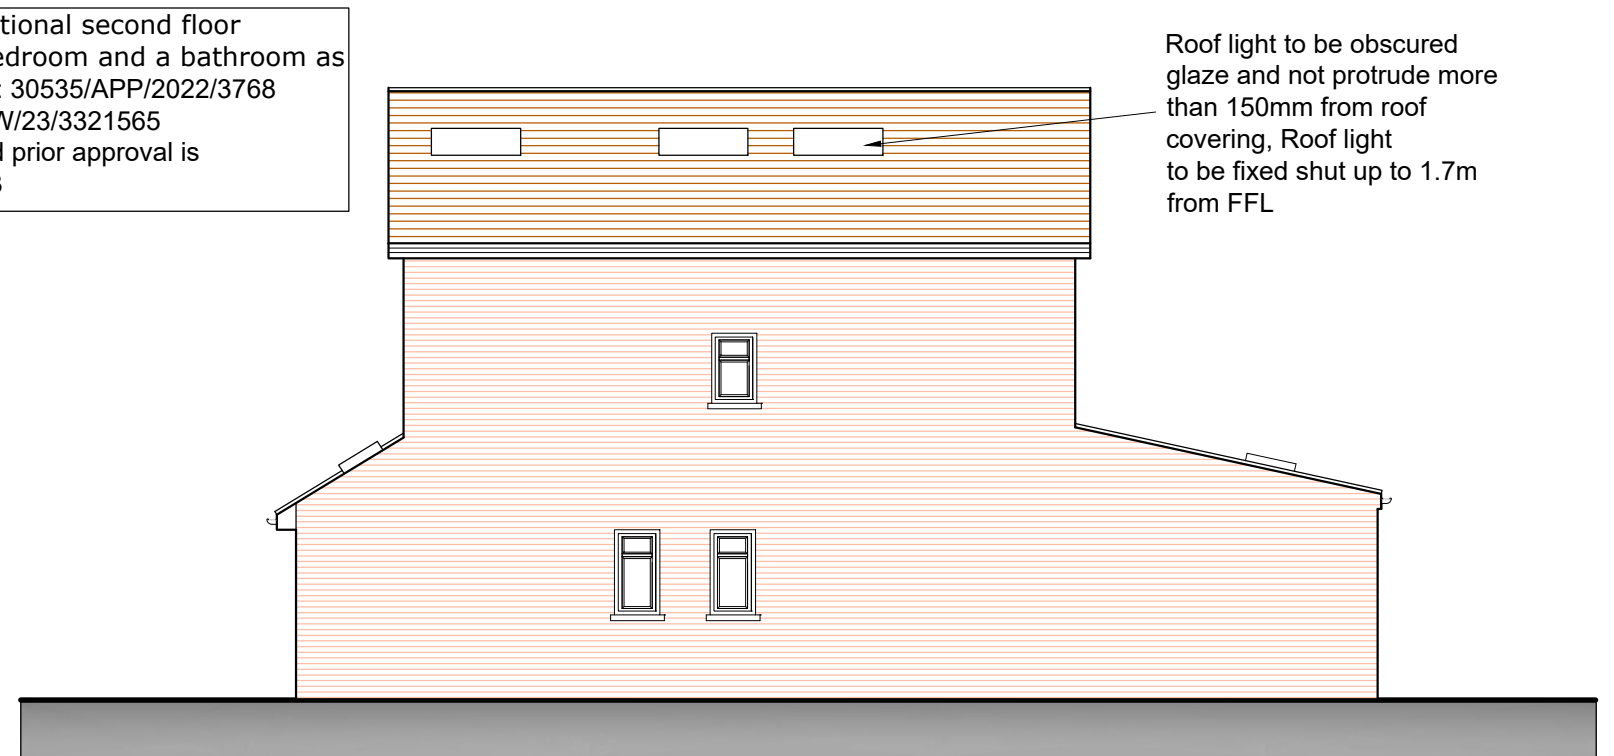 tional second floor
edroom and a bathroom as
: 30535/APP/2022/3768
W/23/3321565
d prior approval is
Roof light to be obscured
glaze and not protrude more
than 150mm from roof
covering, Roof light
to be fixed shut up to 1.7m
from FFL